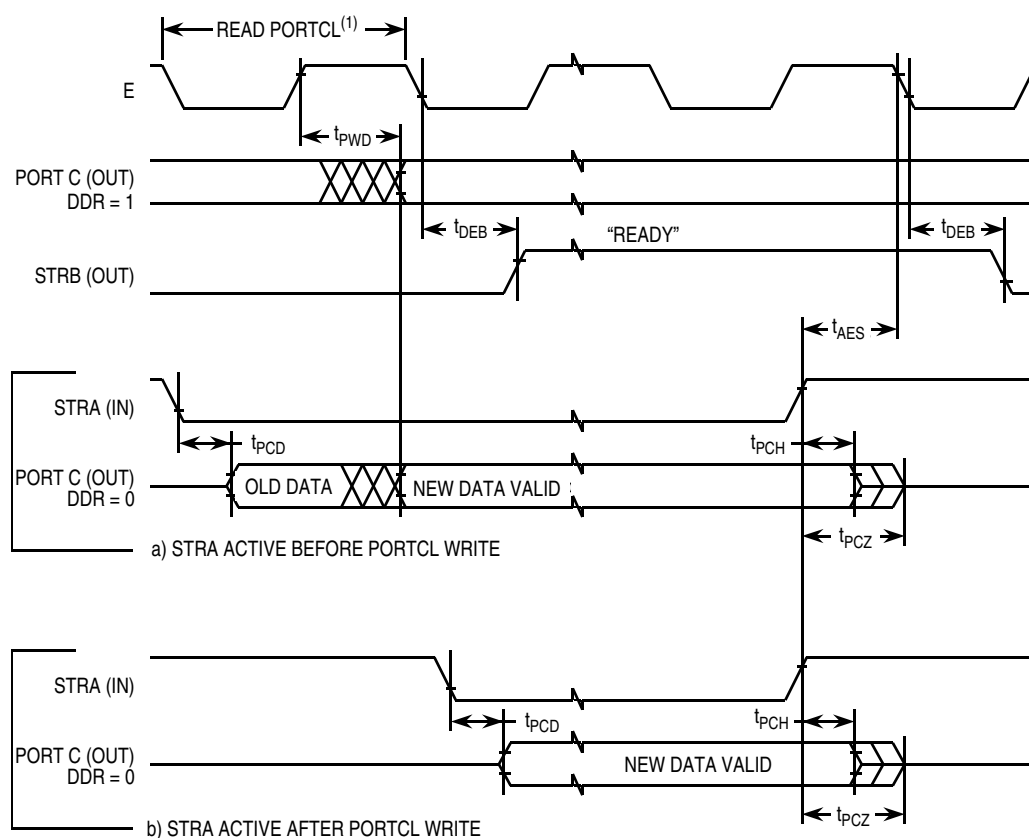 READ PORTCL(1)
E
tPWD
PORT C (OUT)
DDR = 1
tDEB
"READY"
tDEB
STRB (OUT)
tAES
STRA (IN)
tPCD
tPCH
PORT C (OUT)
DDR = 0
OLD DATA
NEW DATA VALID
tPCZ
a) STRA ACTIVE BEFORE PORTCL WRITE
STRA (IN)
tPCD
tPCH
PORT C (OUT)
DDR = 0
NEW DATA VALID
tPCZ
b) STRA ACTIVE AFTER PORTCL WRITE